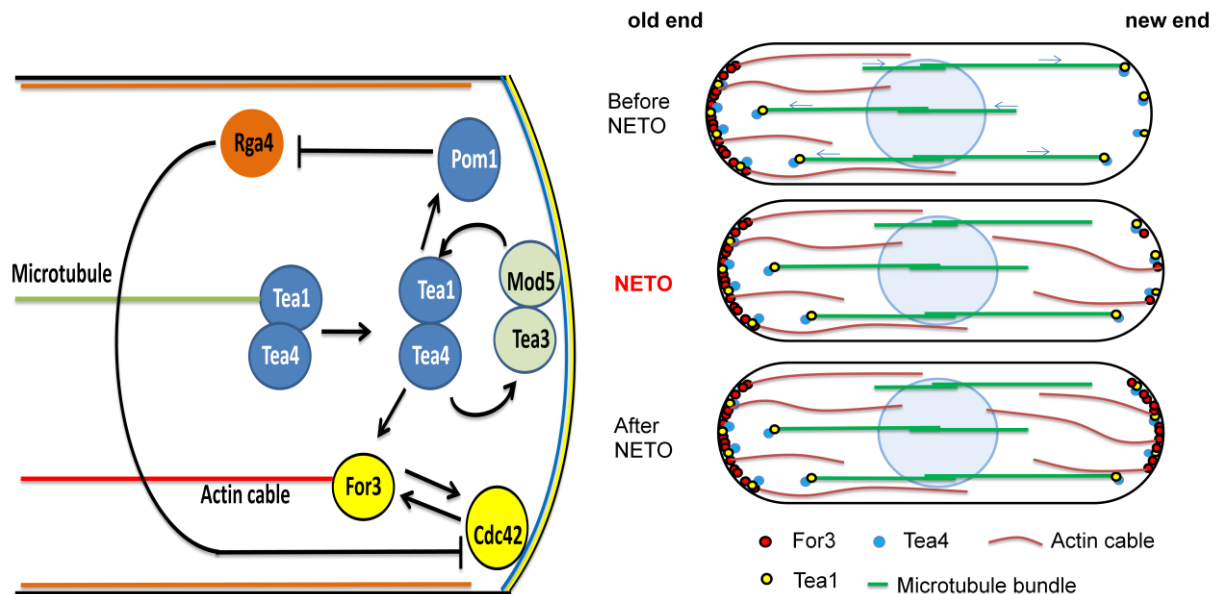 Rga4
Pom1
Microtubule
Tea1
Tea4
Tea1
Tea4
Mod5
Tea3
Actin cable
For3
Cdc42
old end
new end
Before
NETO
NETO
After
NETO
For3
Tea4
Actin cable
Tea1
Microtubule bundle